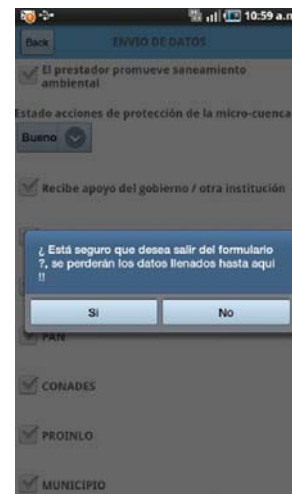 10:59 a.m
Back
ENVIO DE DATOS
El prestador promueve saneamiento
ambiental
Estado acciones de protección de la micro-cuenca
Bueno
Recibe apoyo del gobierno / otra institución
¿ Está seguro que desea salir del formulario
?, se perderán los datos llenados hasta aqui
!!
Si
No
PAN
CONADES
PROINLO
MUNICIPIO